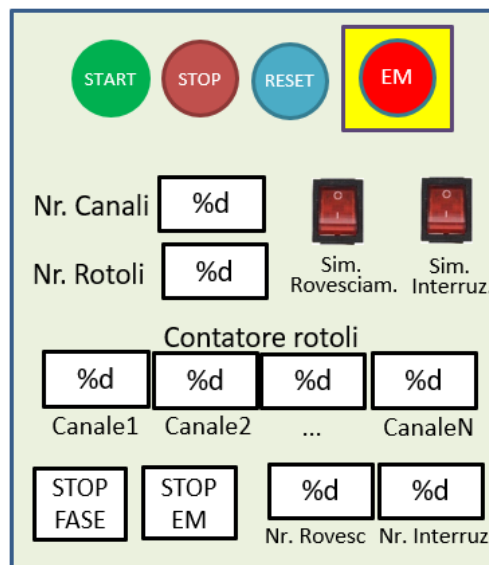 START STOP RESET EM
Nr. Canali %d
Nr. Rotoli %d
Sim. Rovesciam.
Sim. Interruz.
Contatore rotoli
%d %d %d %d
Canale1 Canale2 ... CanaleN
STOP FASE
STOP EM
%d %d
Nr. Rovesc Nr. Interruz